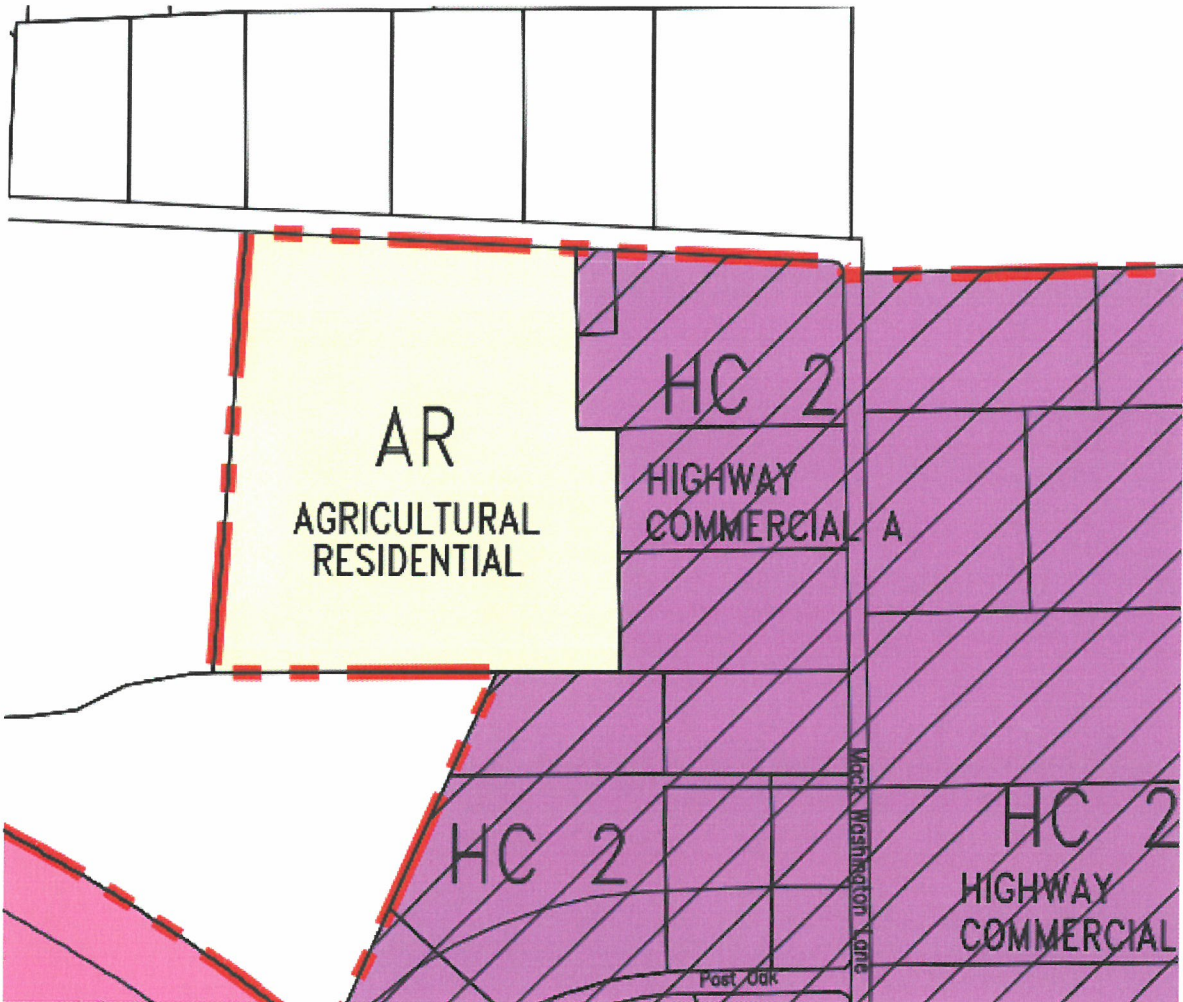 HC 2
AR
HIGHWAY
COMMERCIAL A
AGRICULTURAL
RESIDENTIAL
Mack Washington Lane
HC 2
HC 2
HIGHWAY
COMMERCIAL
Post Oak